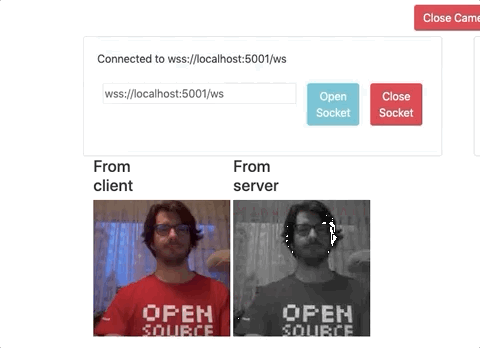 Close Came
Connected to wss://localhost:5001/ws
wss://localhost:5001/ws
Open
Socket
Close
Socket
From
client
From
server
OPEN
SOURCE
OPEN
SOURCE